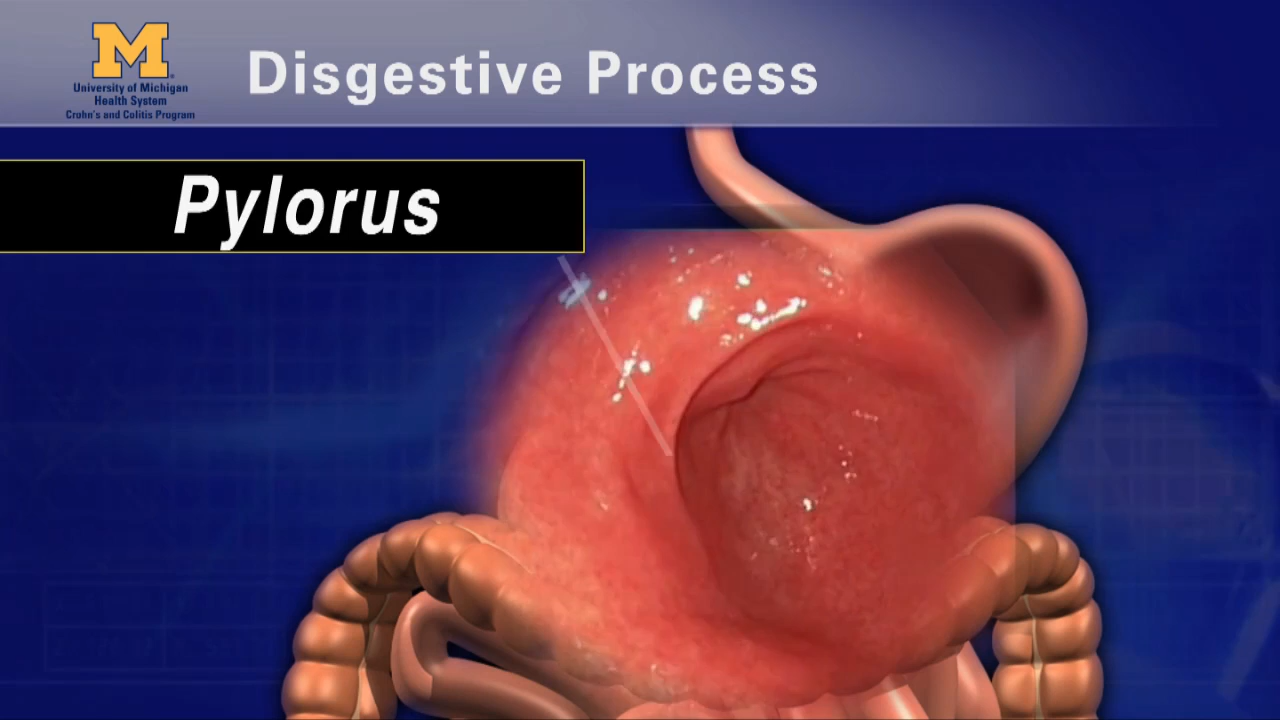 M
University of Michigan
Health System
Crohn's and Colitis Program
Disgestive Process
Pylorus